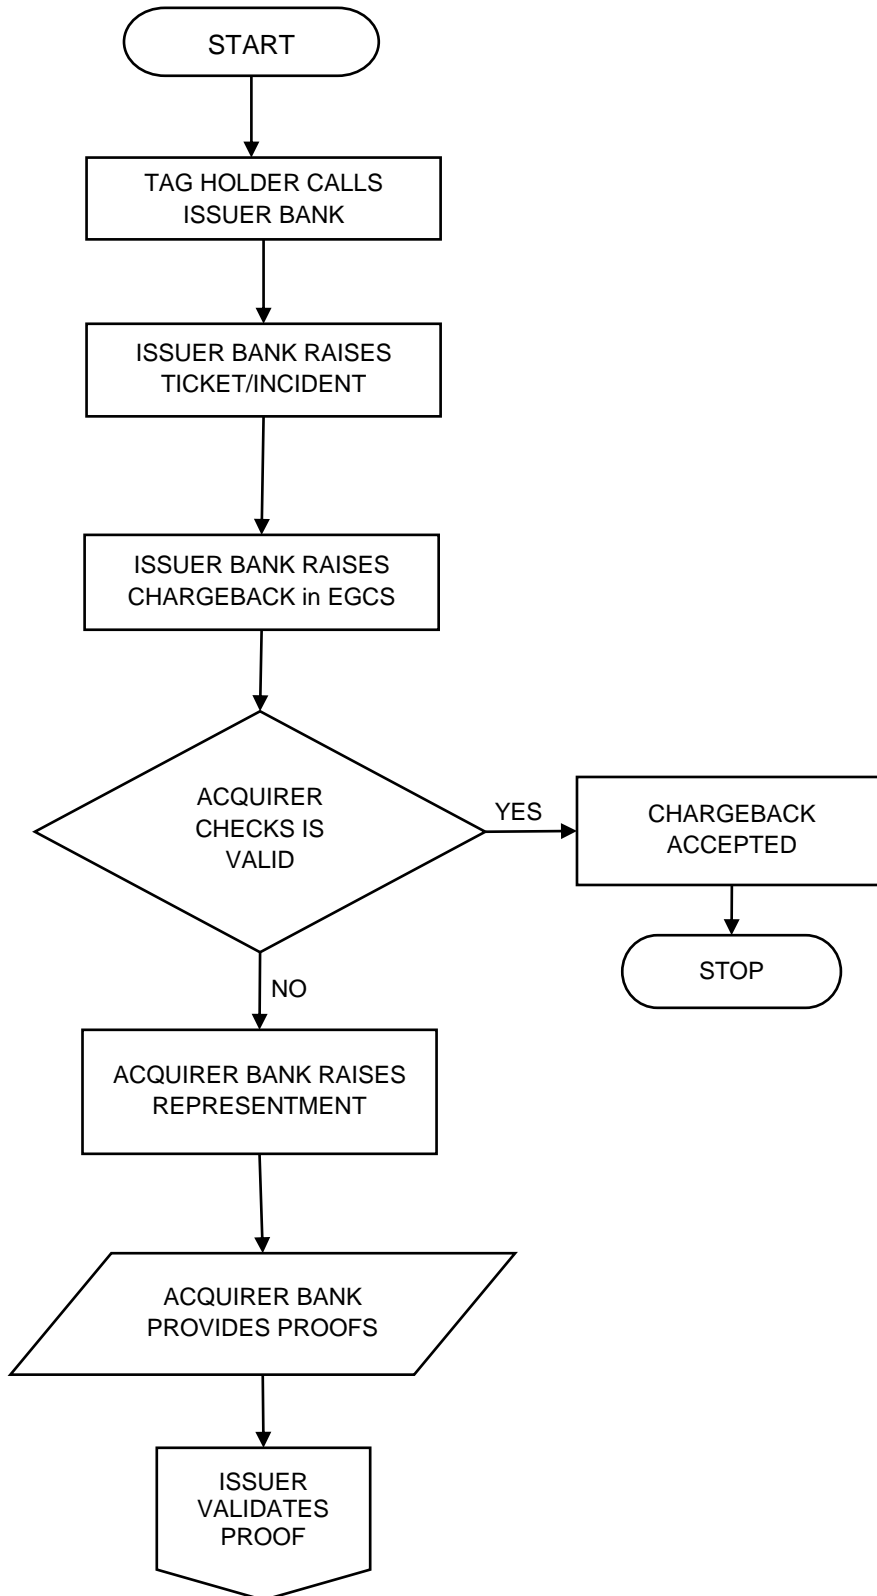 START
TAG HOLDER CALLS
ISSUER BANK
ISSUER BANK RAISES
TICKET/INCIDENT
ISSUER BANK RAISES
CHARGEBACK in EGCS
ACQUIRER
CHECKS IS
VALID
YES
CHARGEBACK
ACCEPTED
STOP
NO
ACQUIRER BANK RAISES
REPRESENTMENT
ACQUIRER BANK
PROVIDES PROOFS
ISSUER
VALIDATES
PROOF